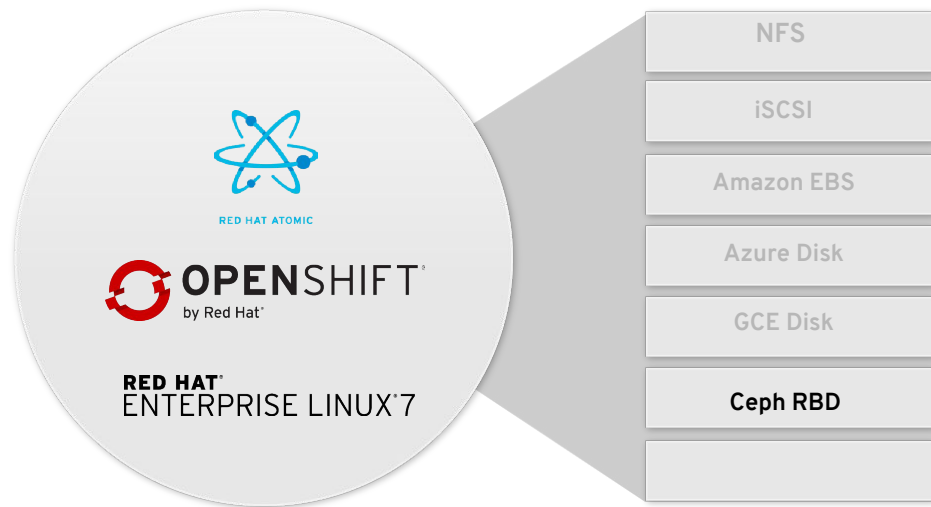 RED HAT ATOMIC
OPENSHIFT
by Red Hat®
RED HAT®
ENTERPRISE LINUX®7
NFS
iSCSI
Amazon EBS
Azure Disk
GCE Disk
Ceph RBD